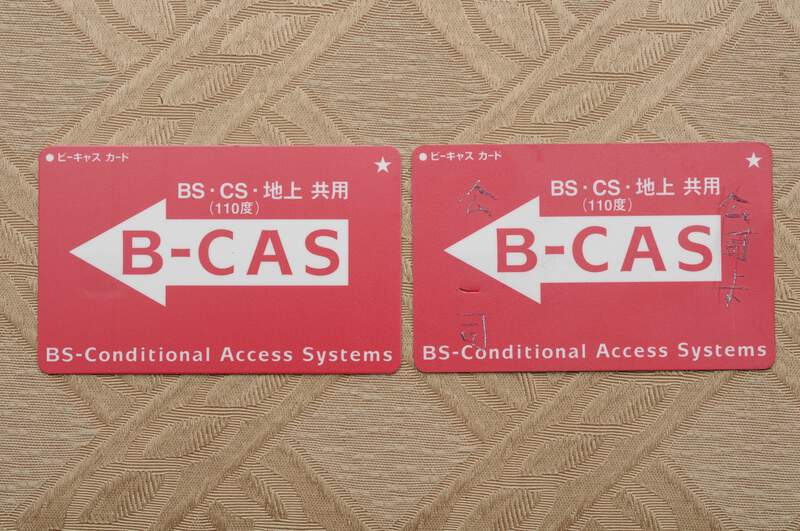 ●ビーキャス カード
★
BS・CS・地上 共用
(110度)
B-CAS
BS-Conditional Access Systems
●ビーキャス カード
★
BS・CS・地上 共用
(110度)
B-CAS
BS-Conditional Access Systems